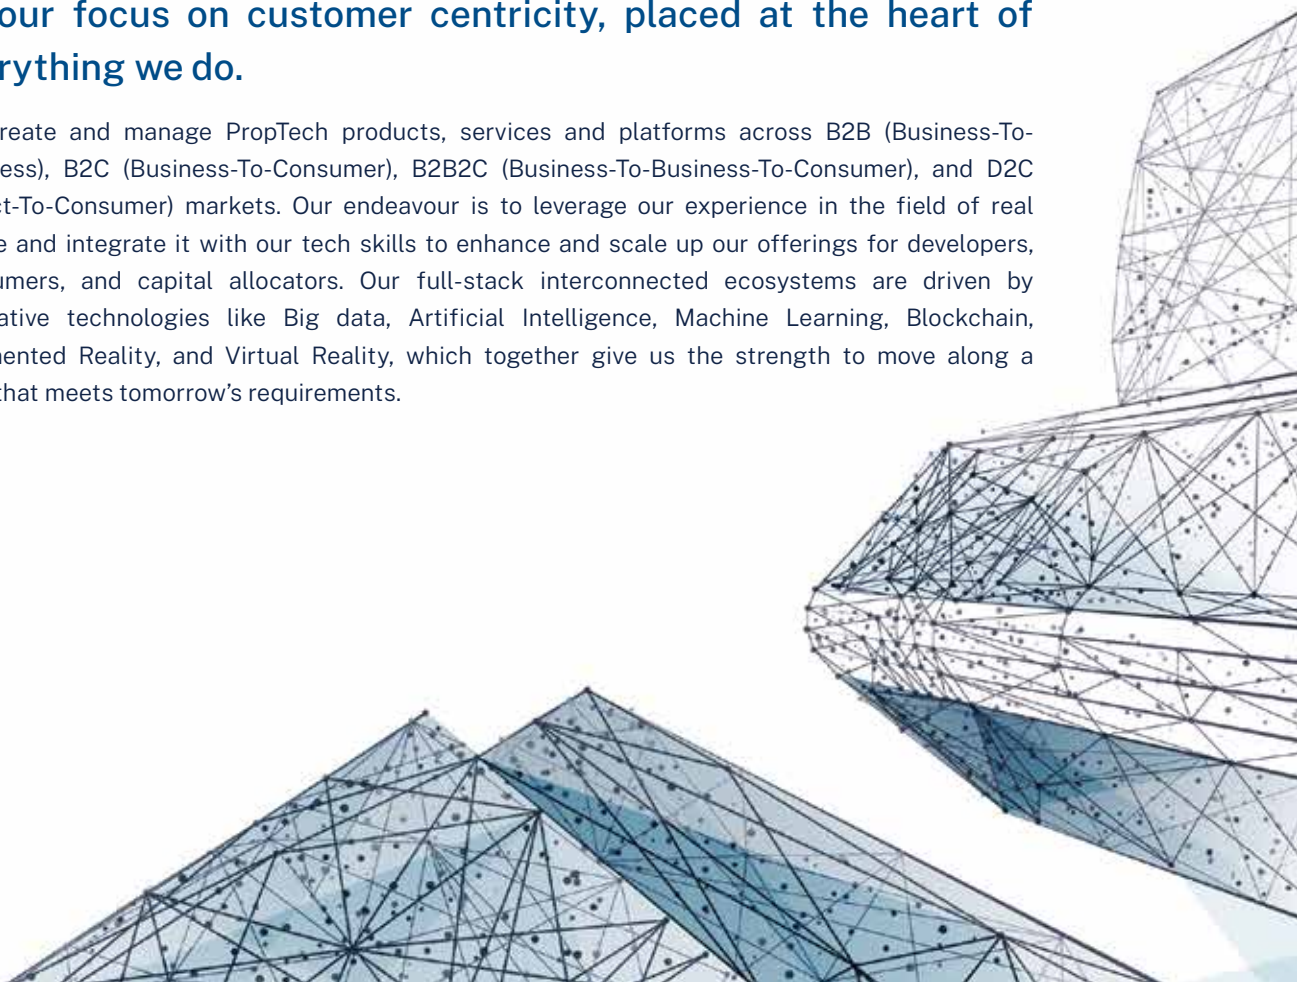 our focus on customer centricity, placed at the heart of
rything we do.
reate and manage PropTech products, services and platforms across B2B (Business-To-
ess), B2C (Business-To-Consumer), B2B2C (Business-To-Business-To-Consumer), and D2C
ct-To-Consumer) markets. Our endeavour is to leverage our experience in the field of real
e and integrate it with our tech skills to enhance and scale up our offerings for developers,
umers, and capital allocators. Our full-stack interconnected ecosystems are driven by
ative technologies like Big data, Artificial Intelligence, Machine Learning, Blockchain,
ented Reality, and Virtual Reality, which together give us the strength to move along a
that meets tomorrow’s requirements.